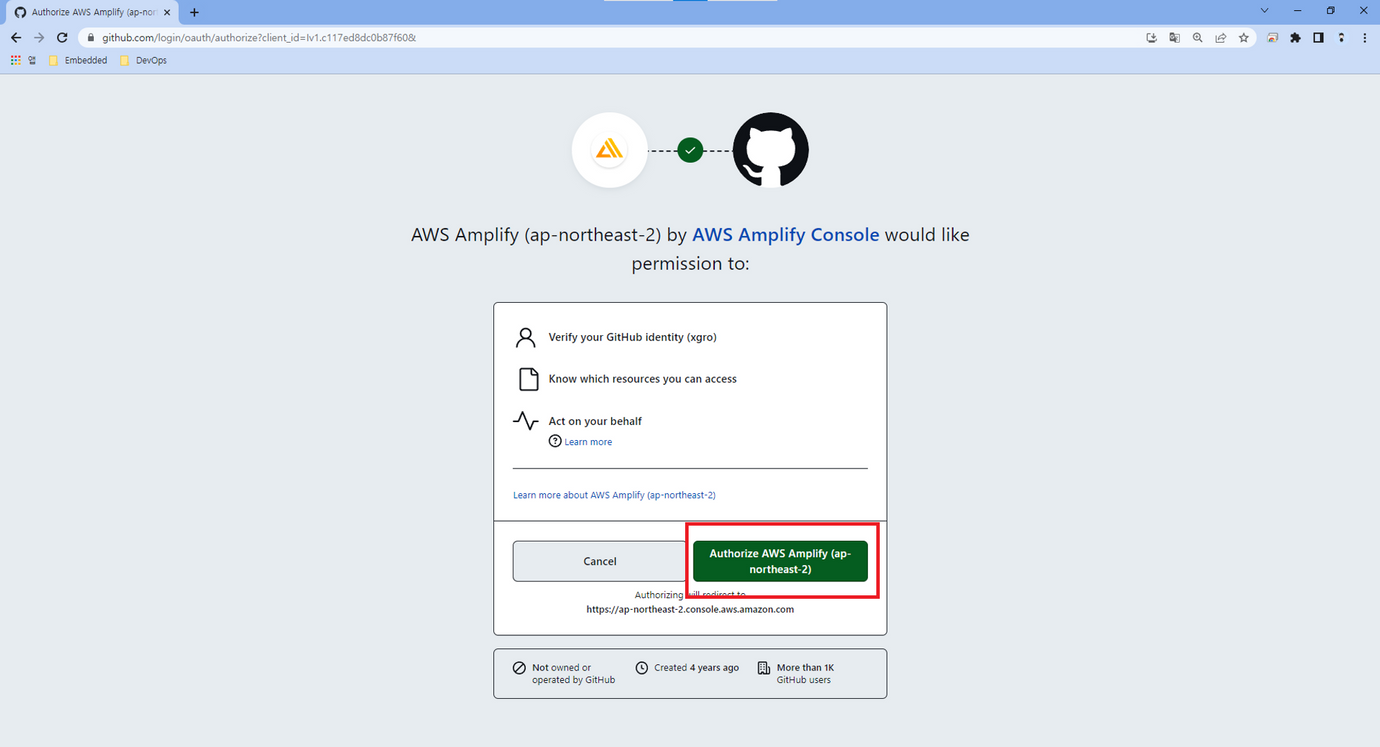 Authorize AWS Amplify (ap-nor
github.com/login/oauth/authorize?client_id=Iv1.c117ed8dc0b87f60&
앱
Embedded
DevOps
AWS Amplify (ap-northeast-2) by AWS Amplify Console would like
permission to:
Verify your GitHub identity (xgro)
Know which resources you can access
Act on your behalf
Learn more
Learn more about AWS Amplify (ap-northeast-2)
Cancel
Authorize AWS Amplify (ap-
northeast-2)
Authorizing will redirect to
https://ap-northeast-2.console.aws.amazon.com
Not owned or
operated by GitHub
Created 4 years ago
More than 1K
GitHub users